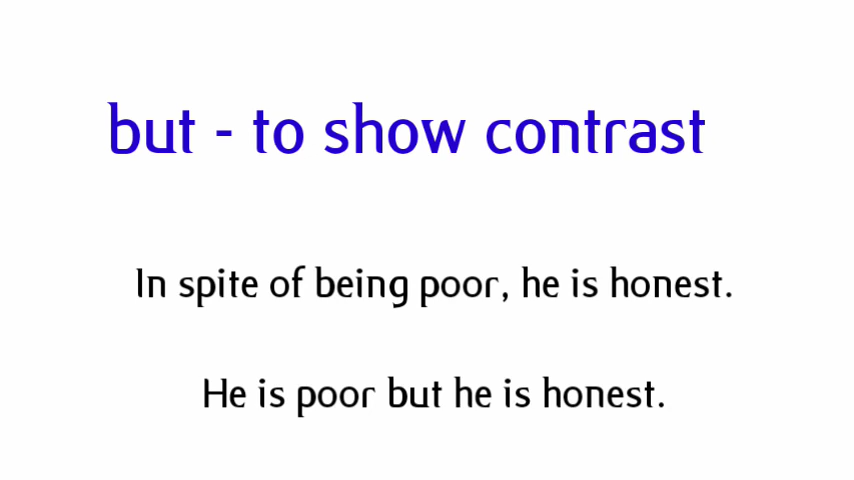 but - to show contrast
In spite of being poor, he is honest.
He is poor but he is honest.